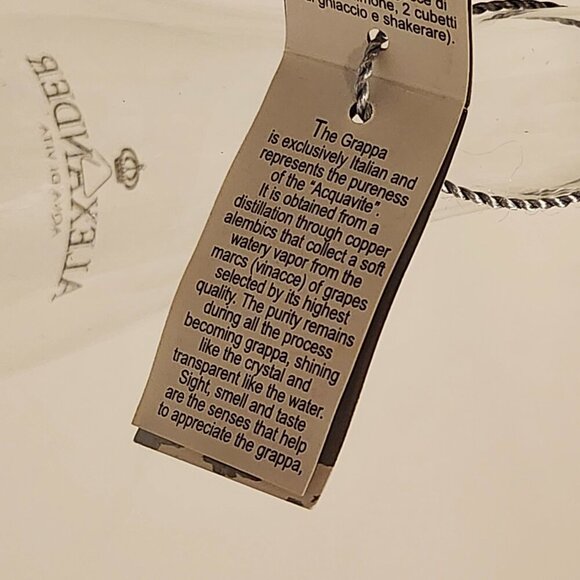 mone, 2 cubetti
ghiaccio e shakerare).
The Grappa
is exclusively Italian and
represents the pureness
of the "Acquavite".
It is obtained from a
distillation through copper
alembics that collect a soft
watery vapor from the
marcs (vinacce) of grapes
selected by its highest
quality. The purity remains
during all the process
becoming grappa, shining
like the crystal and
transparent like the water.
Sight, smell and taste
are the senses that help
to appreciate the grappa,
ALEXANDER